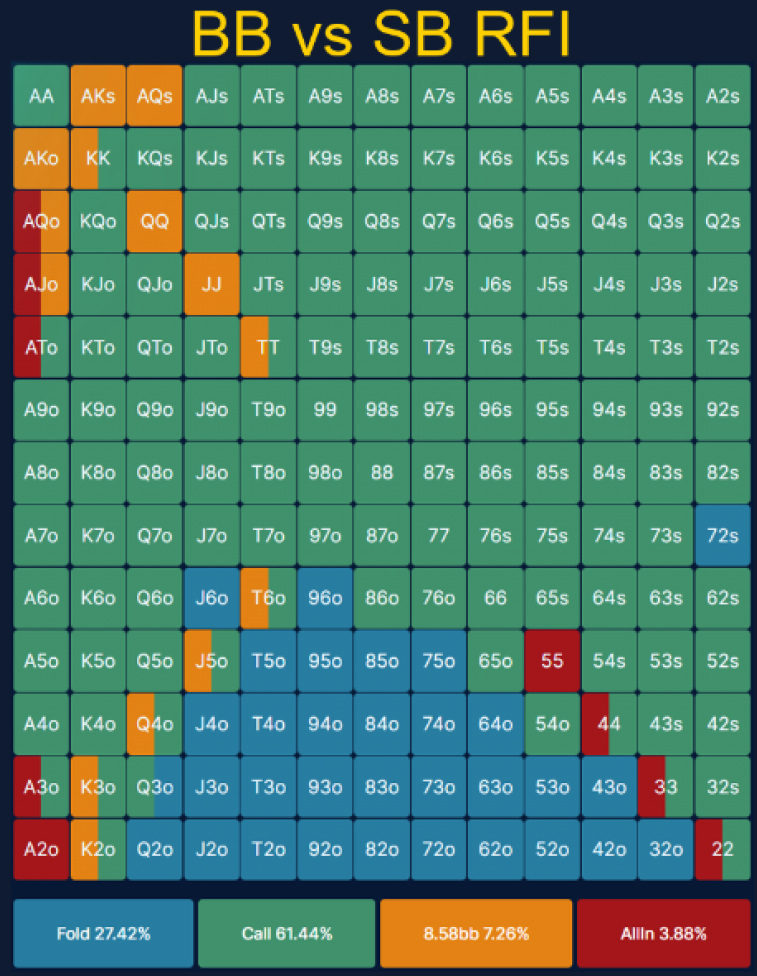 BB vs SB RFI
AA AKs AQs AJs ATs A9s A8s A7s A6s A5s A4s A3s A2s
AKo KK KQs KJs KTs K9s K8s K7s K6s K5s K4s K3s K2s
AQo KQo QQ QJs QTs Q9s Q8s Q7s Q6s Q5s Q4s Q3s Q2s
AJo KJo QJo JJ JTs J9s J8s J7s J6s J5s J4s J3s J2s
ATo KTo QTo JTo TT T9s T8s T7s T6s T5s T4s T3s T2s
A9o K9o Q9o J9o T9o 99 98s 97s 96s 95s 94s 93s 92s
A8o K8o Q8o J8o T8o 98o 88 87s 86s 85s 84s 83s 82s
A7o K7o Q7o J7o T7o 97o 87o 77 76s 75s 74s 73s 72s
A6o K6o Q6o J6o T6o 96o 86o 76o 66 65s 64s 63s 62s
A5o K5o Q5o J5o T5o 95o 85o 75o 65o 55 54s 53s 52s
A4o K4o Q4o J4o T4o 94o 84o 74o 64o 54o 44 43s 42s
A3o K3o Q3o J3o T3o 93o 83o 73o 63o 53o 43o 33 32s
A2o K2o Q2o J2o T2o 92o 82o 72o 62o 52o 42o 32o 22
Fold 27.42% Call 61.44% 8.58bb 7.26% AllIn 3.88%